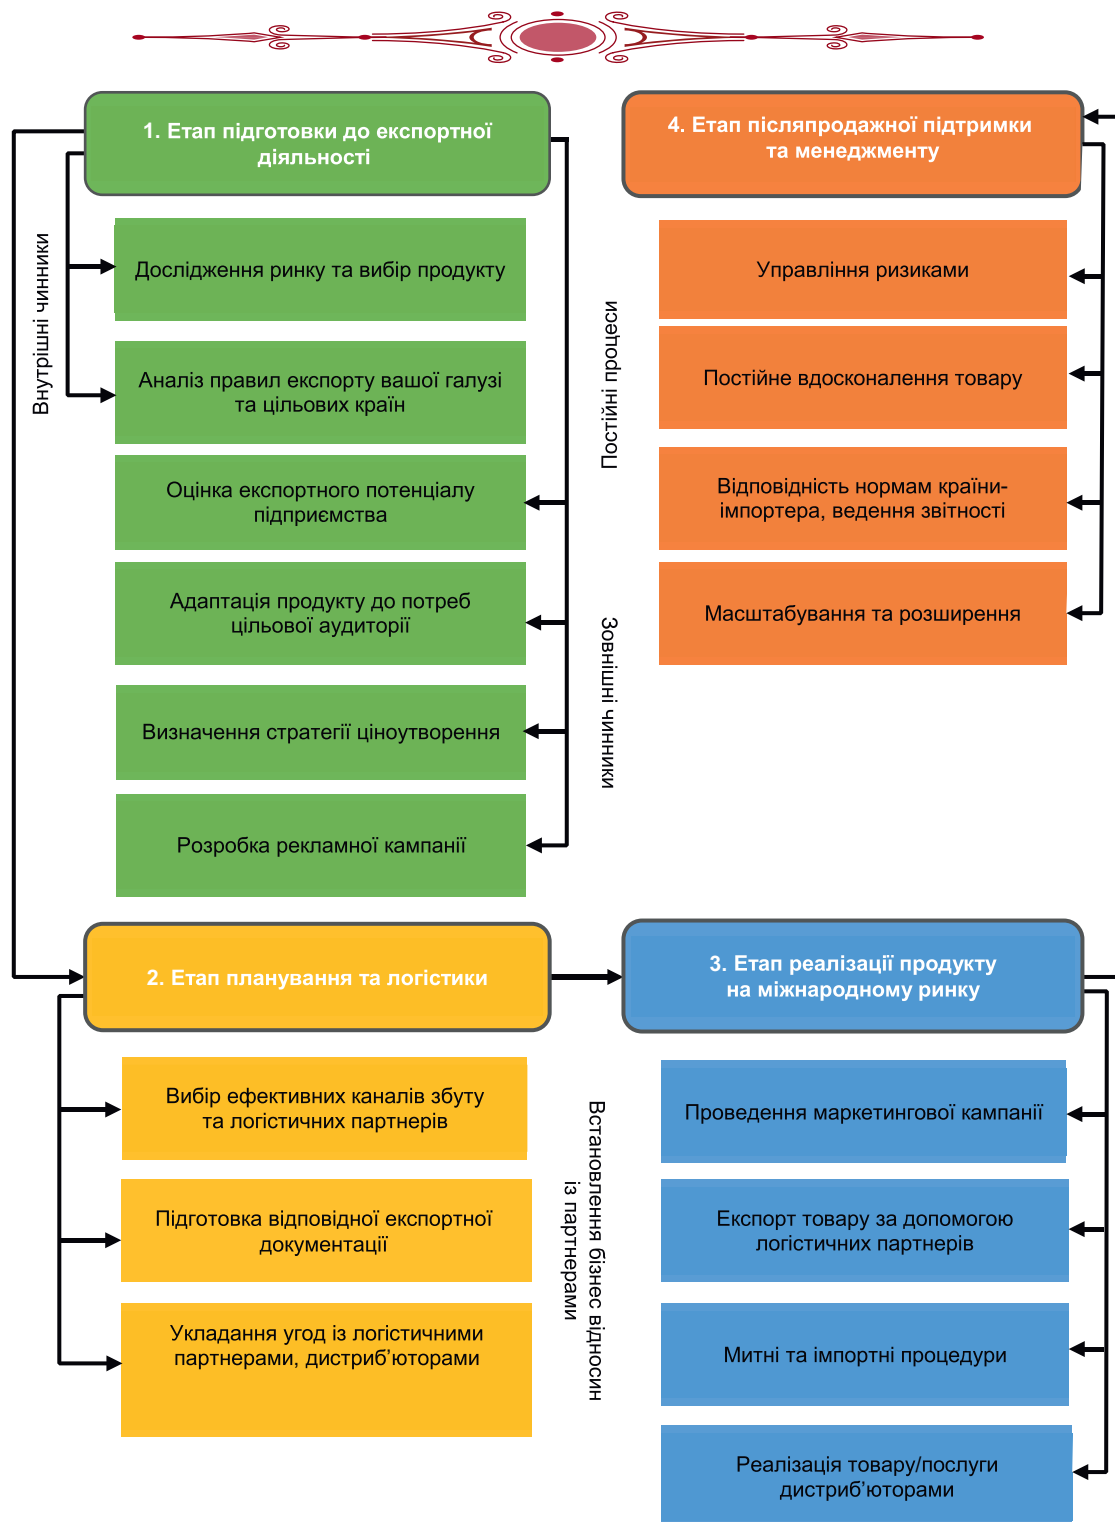 1. Етап підготовки до експортної
діяльності
Внутрішні чинники
Дослідження ринку та вибір продукту
Аналіз правил експорту вашої галузі
та цільових країн
Оцінка експортного потенціалу
підприємства
Адаптація продукту до потреб
цільової аудиторії
Визначення стратегії ціноутворення
Розробка рекламної кампанії
Зовнішні чинники
4. Етап післяпродажної підтримки
та менеджменту
Постійні процеси
Управління ризиками
Постійне вдосконалення товару
Відповідність нормам країни-
імпортера, ведення звітності
Масштабування та розширення
2. Етап планування та логістики
Вибір ефективних каналів збуту
та логістичних партнерів
Підготовка відповідної експортної
документації
Укладання угод із логістичними
партнерами, дистриб’юторами
Встановлення бізнес відносин
із партнерами
3. Етап реалізації продукту
на міжнародному ринку
Проведення маркетингової кампанії
Експорт товару за допомогою
логістичних партнерів
Митні та імпортні процедури
Реалізація товару/послуги
дистриб’юторами